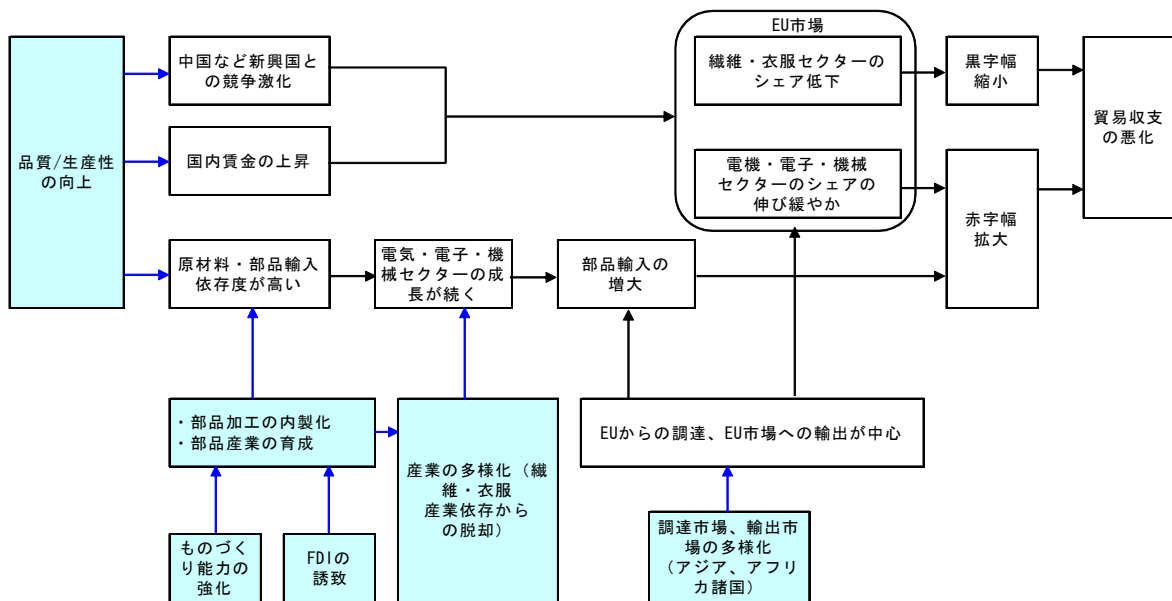 EU市場
中国など新興国と
の競争激化
繊維・衣服セクターの
シェア低下
黒字幅
縮小
貿易収支
の悪化
品質/生産性
の向上
国内賃金の上昇
電機・電子・機械
セクターのシェアの
伸び緩やか
赤字幅
拡大
原材料・部品輸入
依存度が高い
電気・電子・機
械セクターの成
長が続く
部品輸入の
増大
・部品加工の内製化
・部品産業の育成
産業の多様化（繊
維・衣服
産業依存から
の脱却）
EUからの調達、EU市場への輸出が中心
ものづく
り能力の
強化
FDIの
誘致
調達市場、輸出市
場の多様化
（アジア、アフリ
カ諸国）